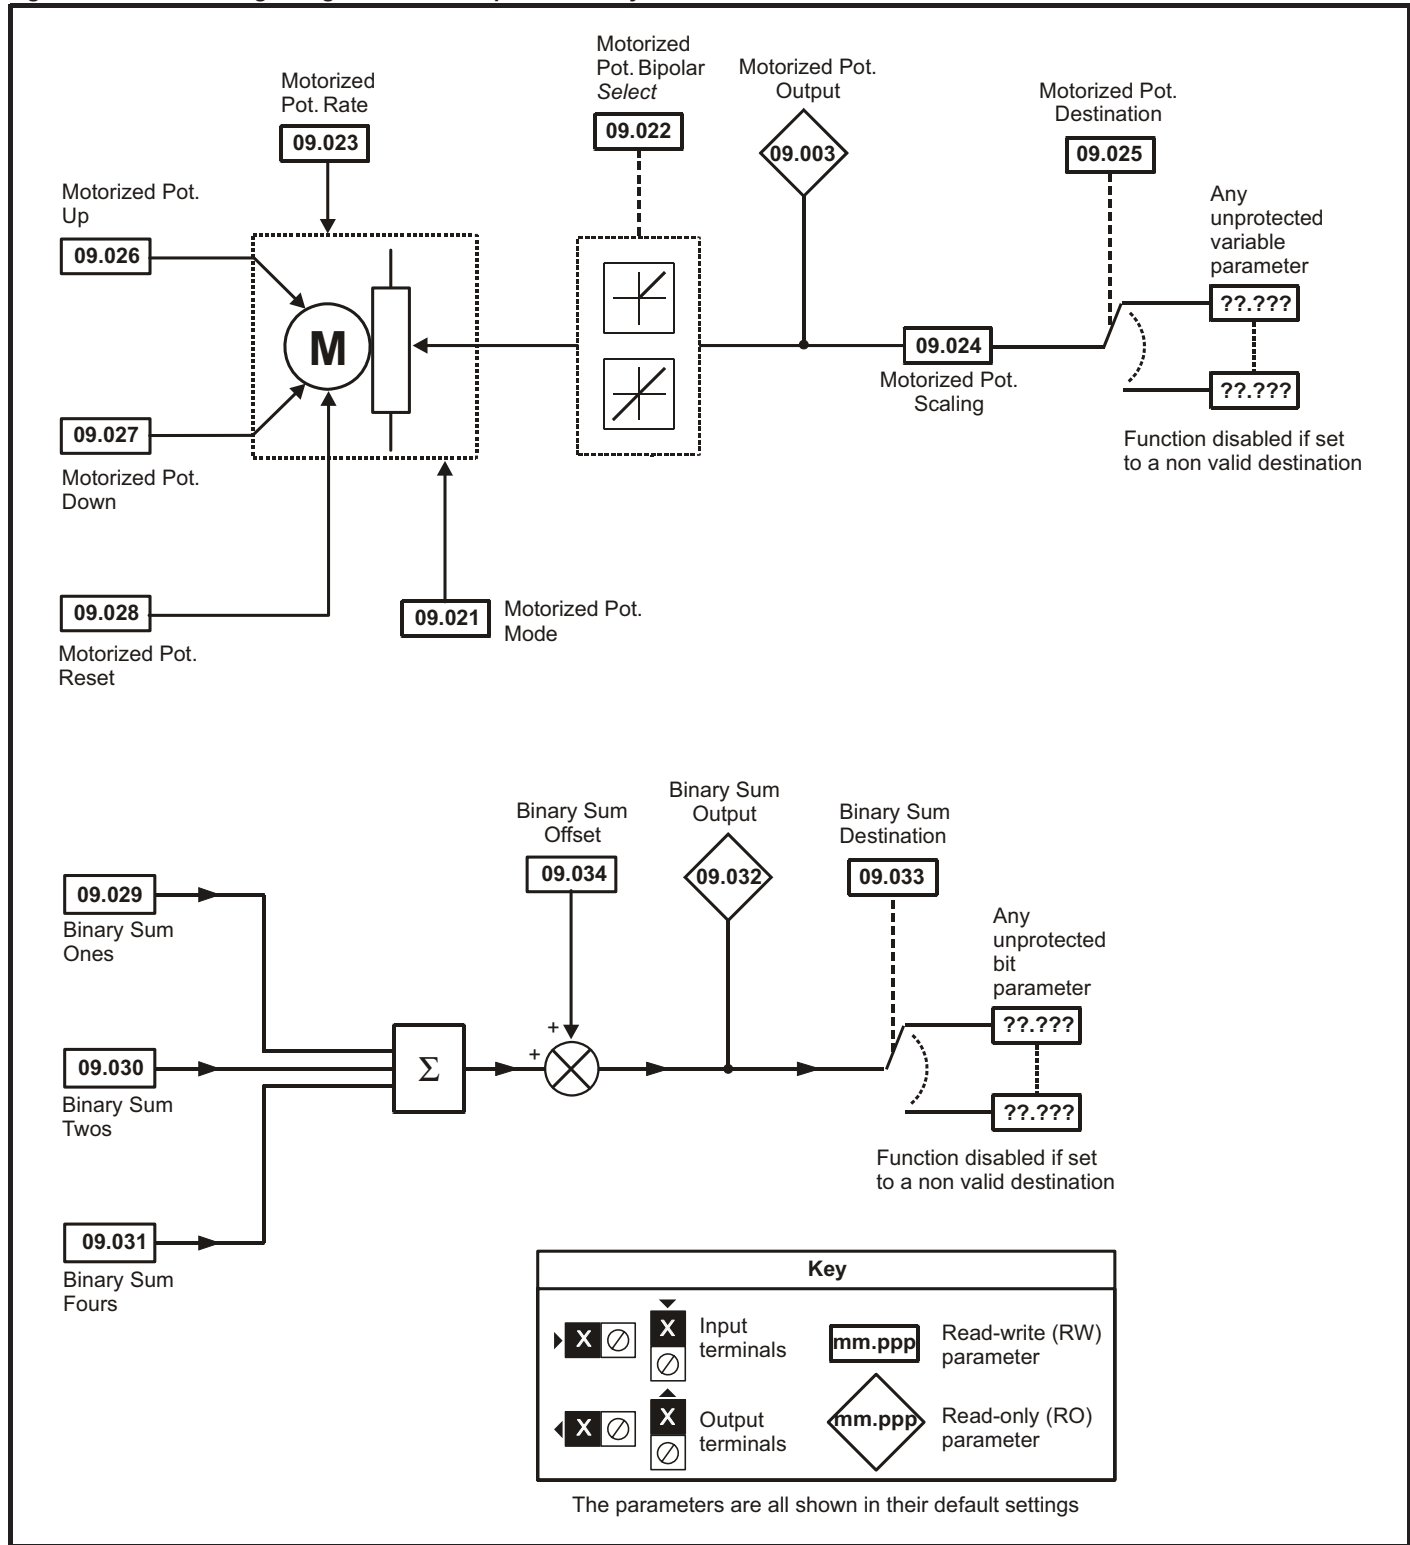 Motorized
Pot. Rate
09.023
Motorized
Pot. Bipolar
Select
09.022
Motorized Pot.
Output
09.003
Motorized Pot.
Destination
09.025
Motorized Pot.
Up
09.026
Any
unprotected
variable
parameter
??.???
??.???
M
09.024
Motorized Pot.
Scaling
09.027
Motorized Pot.
Down
Function disabled if set
to a non valid destination
09.028
Motorized Pot.
Reset
09.021
Motorized Pot.
Mode
Binary Sum
Offset
09.034
Binary Sum
Output
09.032
Binary Sum
Destination
09.033
09.029
Binary Sum
Ones
Any
unprotected
bit
parameter
??.???
??.???
09.030
Binary Sum
Twos
Σ
+
+
Function disabled if set
to a non valid destination
09.031
Binary Sum
Fours
Key
X
X
Input
terminals
mm.ppp
Read-write (RW)
parameter
X
X
Output
terminals
mm.ppp
Read-only (RO)
parameter
The parameters are all shown in their default settings